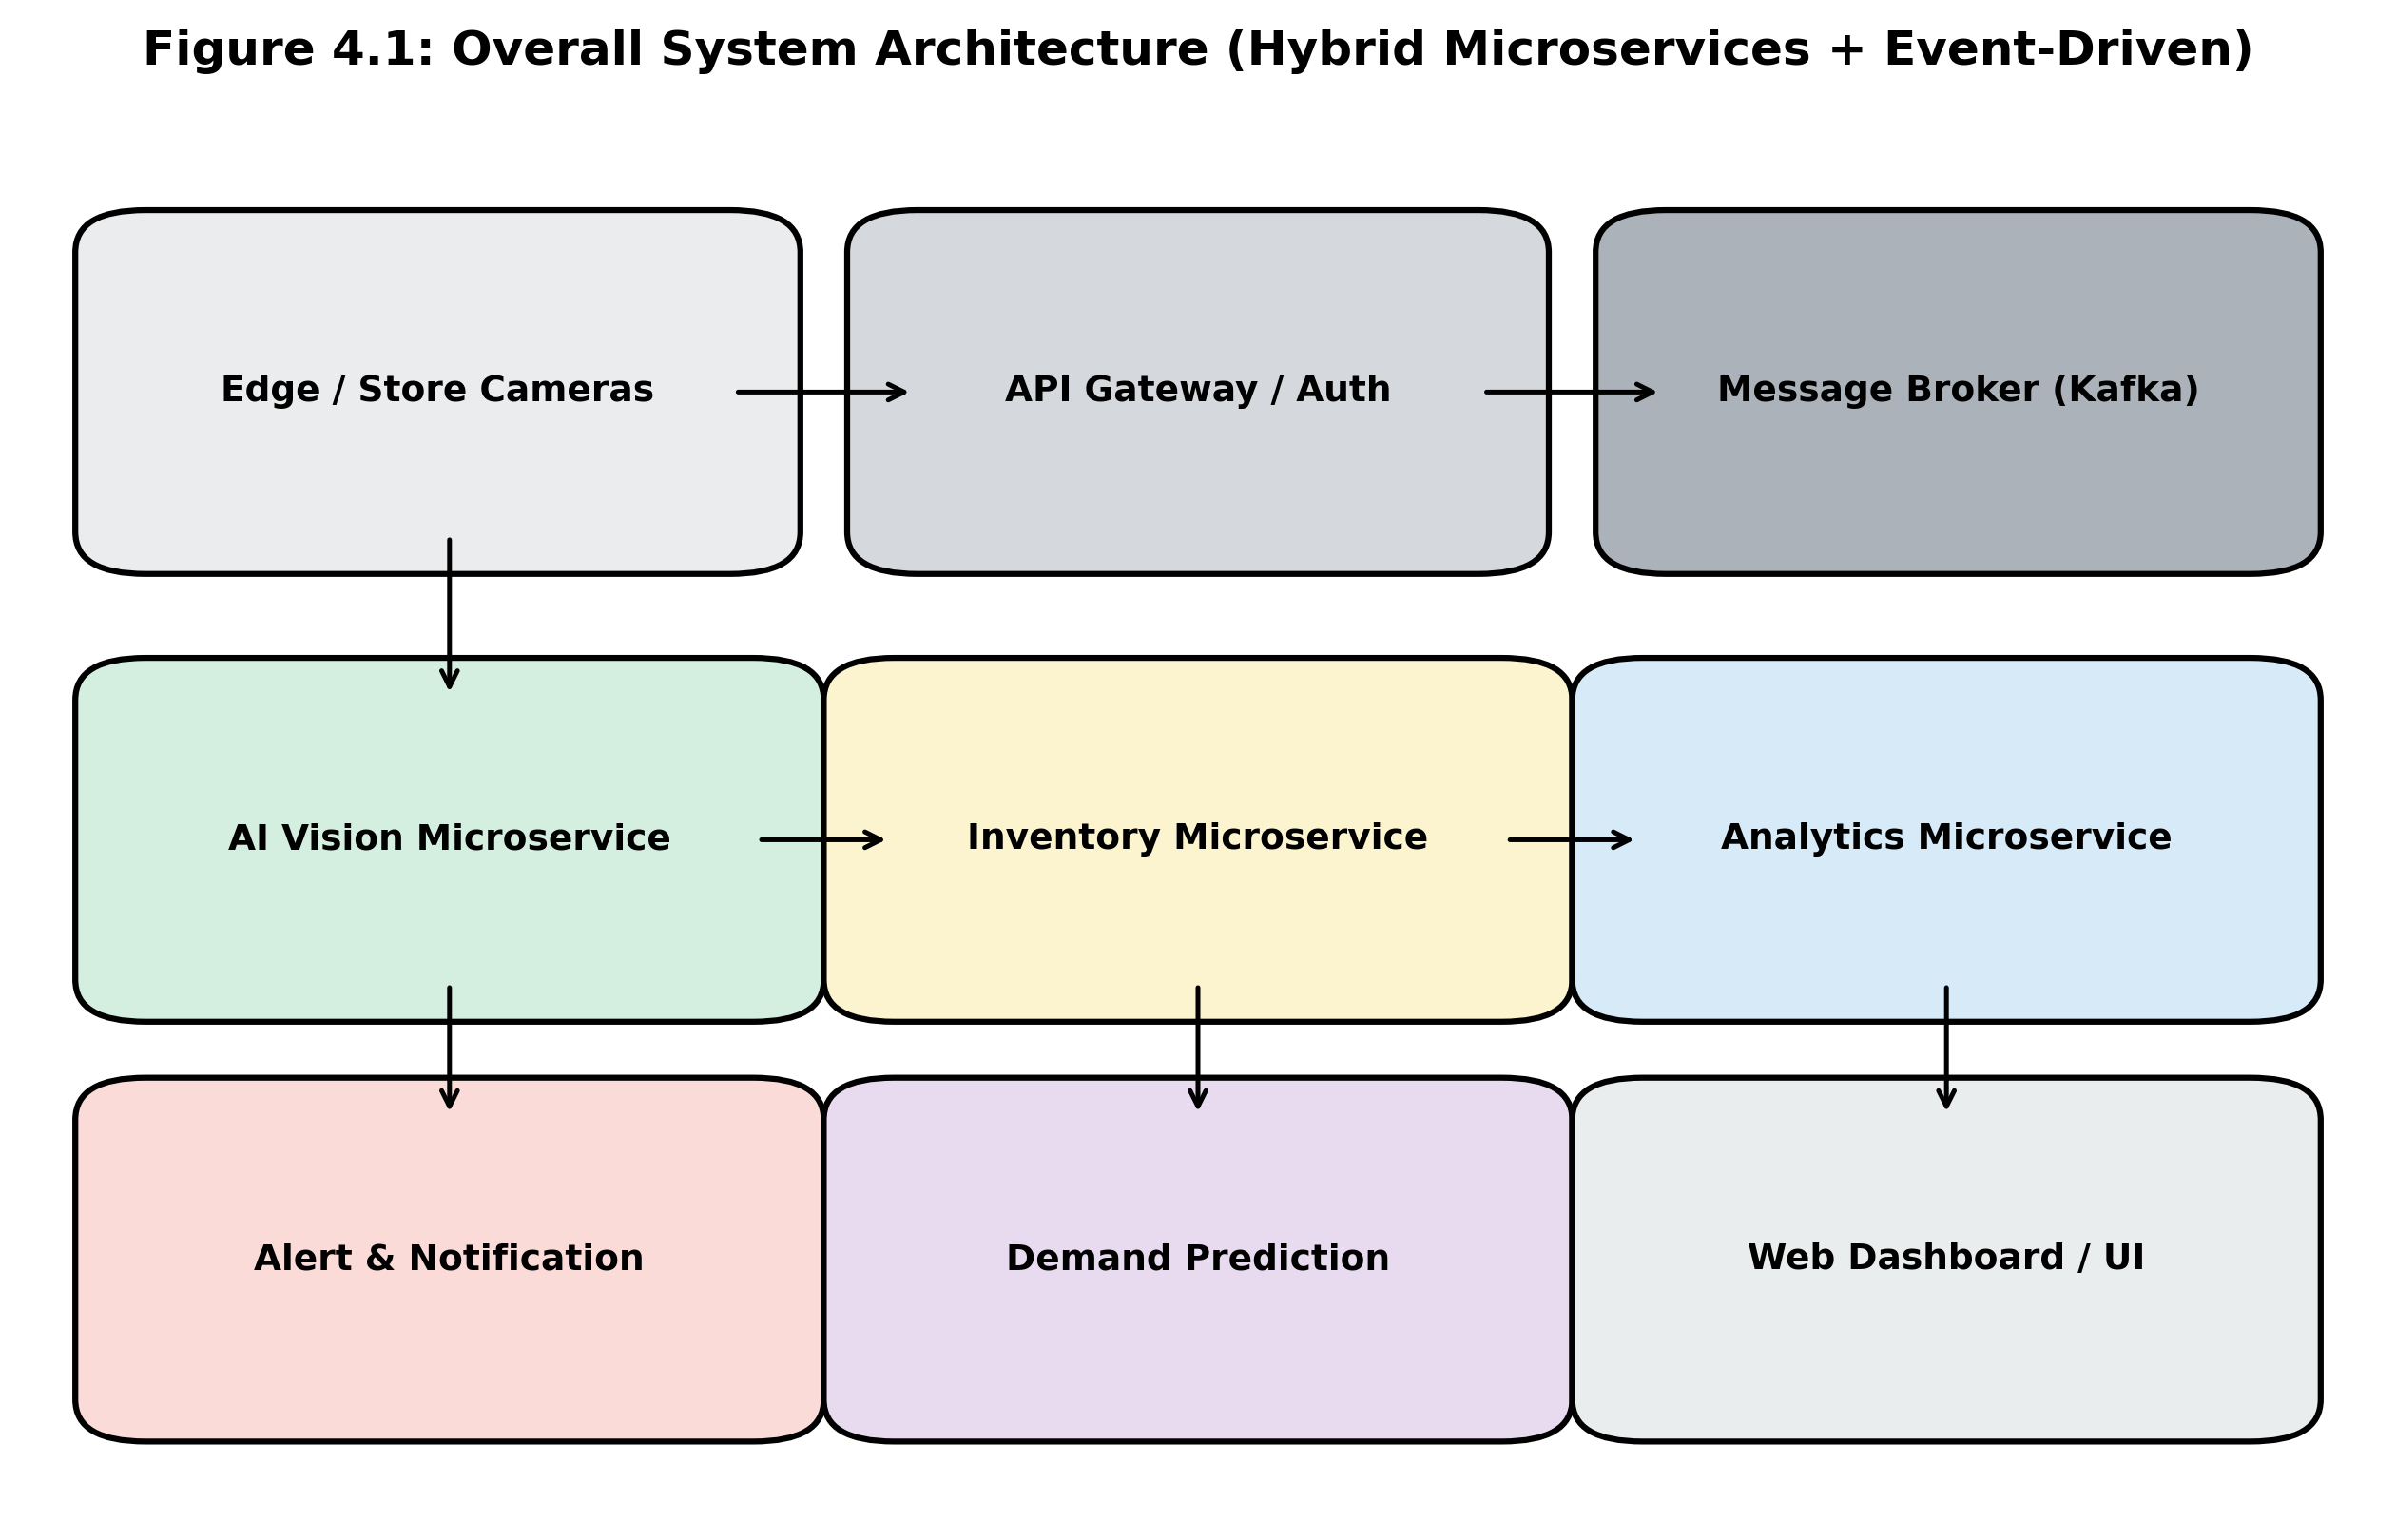 Figure 4.1: Overall System Architecture (Hybrid Microservices + Event-Driven)
Edge / Store Cameras
API Gateway / Auth
Message Broker (Kafka)
AI Vision Microservice
Inventory Microservice
Analytics Microservice
Alert & Notification
Demand Prediction
Web Dashboard / UI